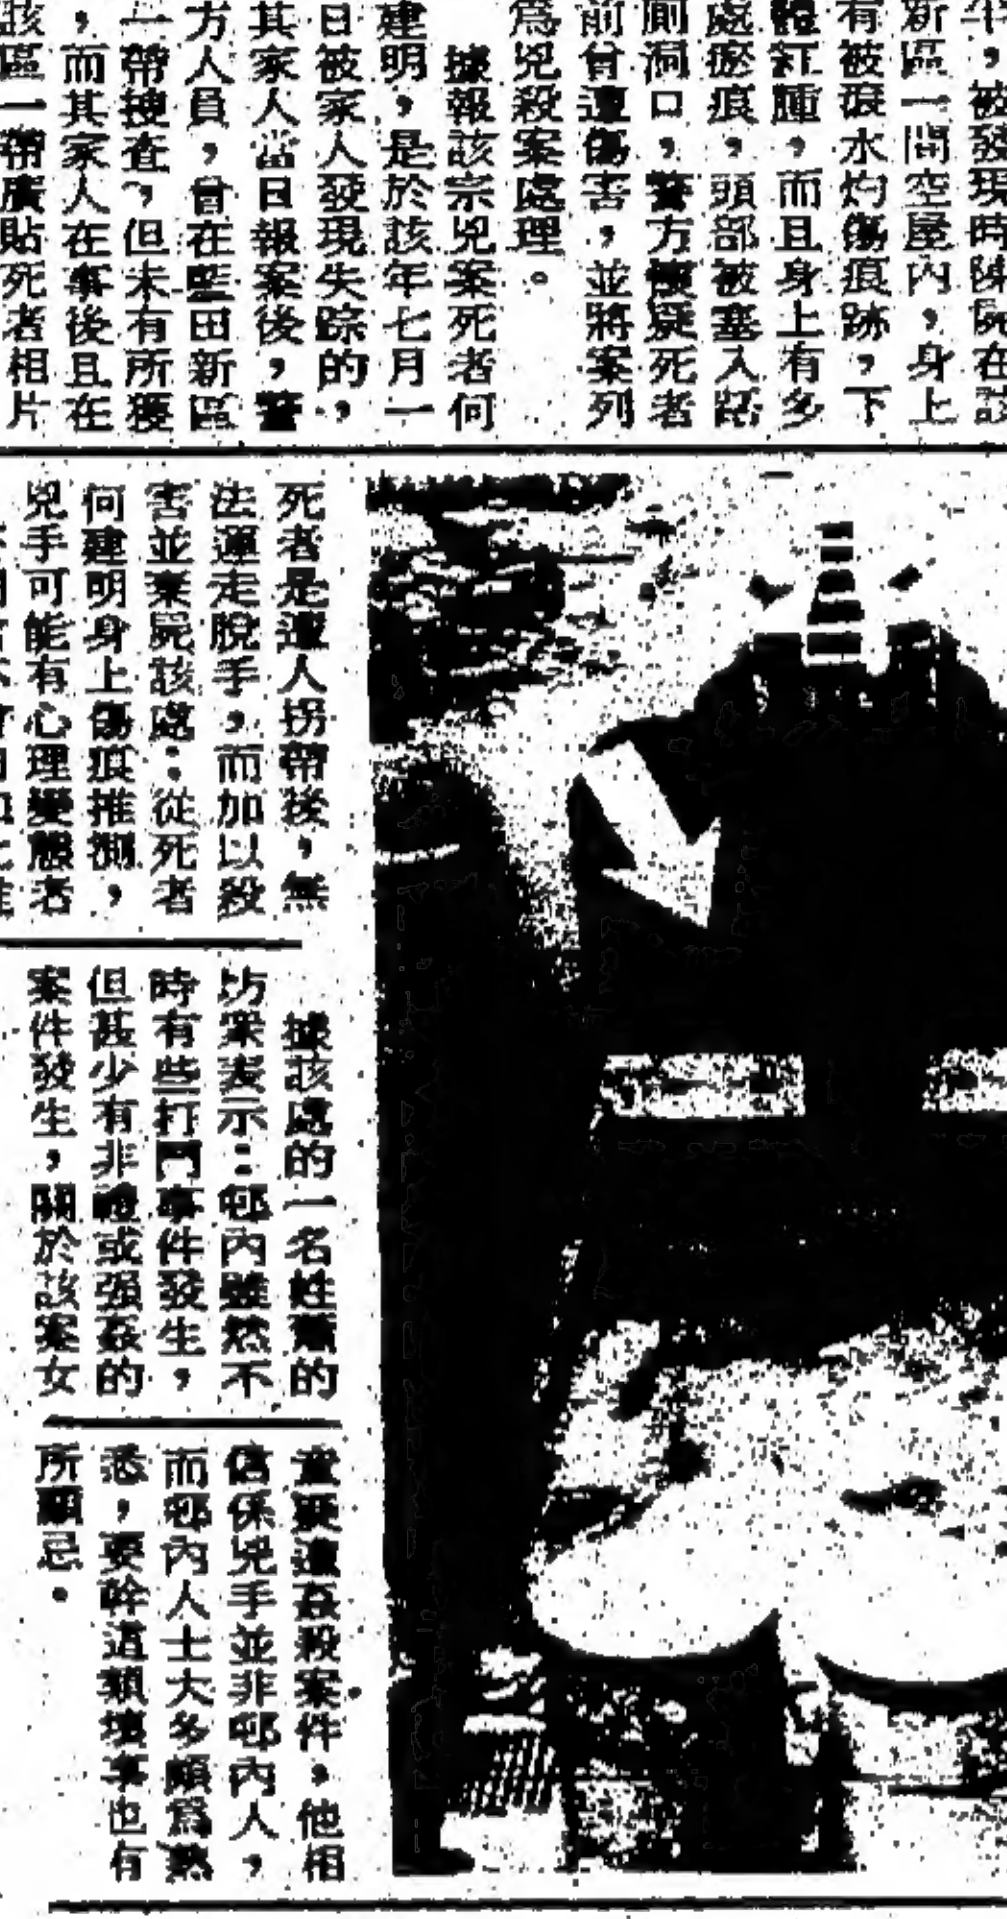 牛，被發現時陳屍在該
新區一間空屋內，身上
有被滾水灼傷痕跡，下
體紅腫，而且身上有多
處瘀痕，頭部被塞入
廁洞口，警方懷疑死者
前曾遭傷害，並將案列
爲兇殺案處理。
據報該宗兇案死者何
建明，是於該年七月一
日被家人發現失踪的，
其家人當日報案後，警
方人員，曾在藍田新區
一帶搜查，但未有所獲
，而其家人在事後且在
該區一帶廣貼死者相片
死者是遭人拐帶後，無
法運走脫手，而加以殺
害並棄屍該處：從死者
何建明身上傷痕推測，
兇手可能有心理變態者
據該處的一名姓蕭的
坊衆表示：邨內雖然不
時有些打鬥事件發生，
但甚少有非禮或强姦的
案件發生，關於該案女
童疑遭姦殺案件，他相
信係兇手並非邨內人，
而邨內人士大多頗爲熟
悉，要幹這類壞事也有
所顧忌。